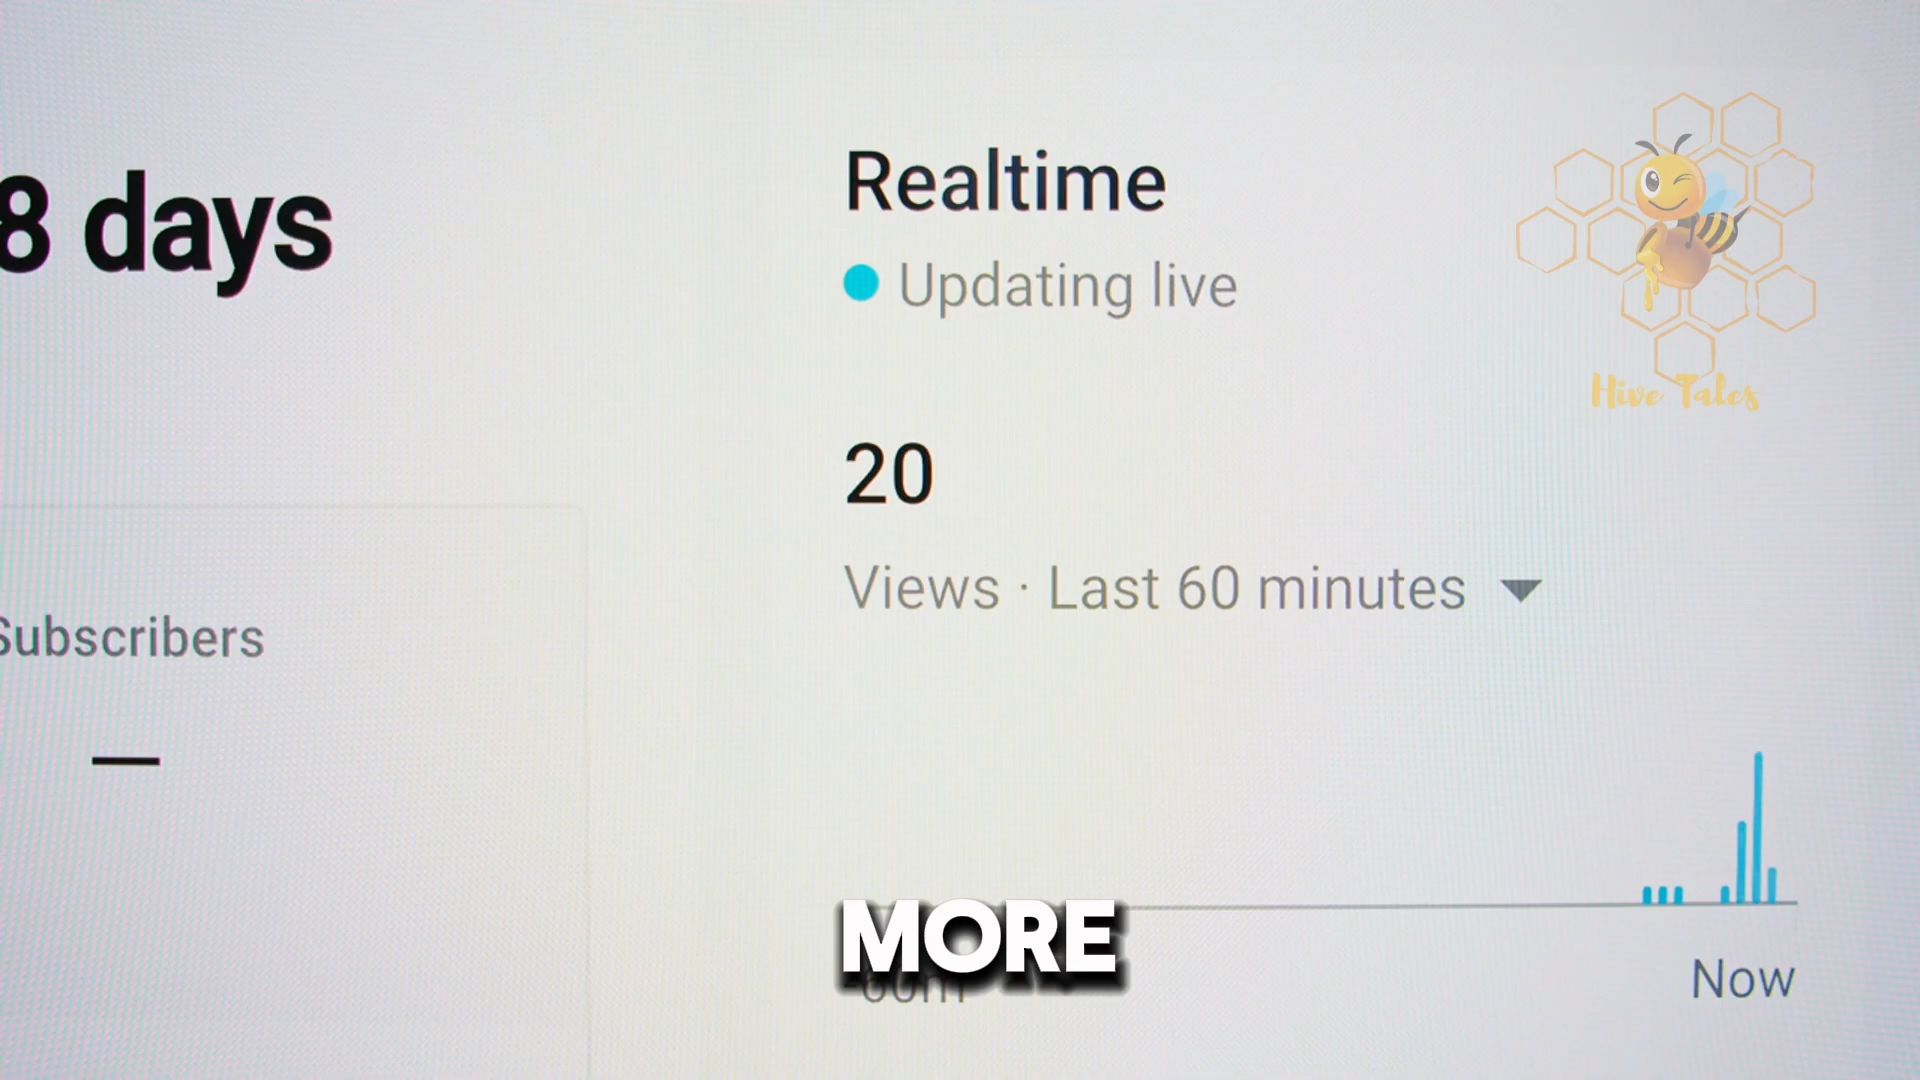 8 days
Subscribers
—
Realtime
Updating live
20
Views · Last 60 minutes
Now
MORE
Hive Tales